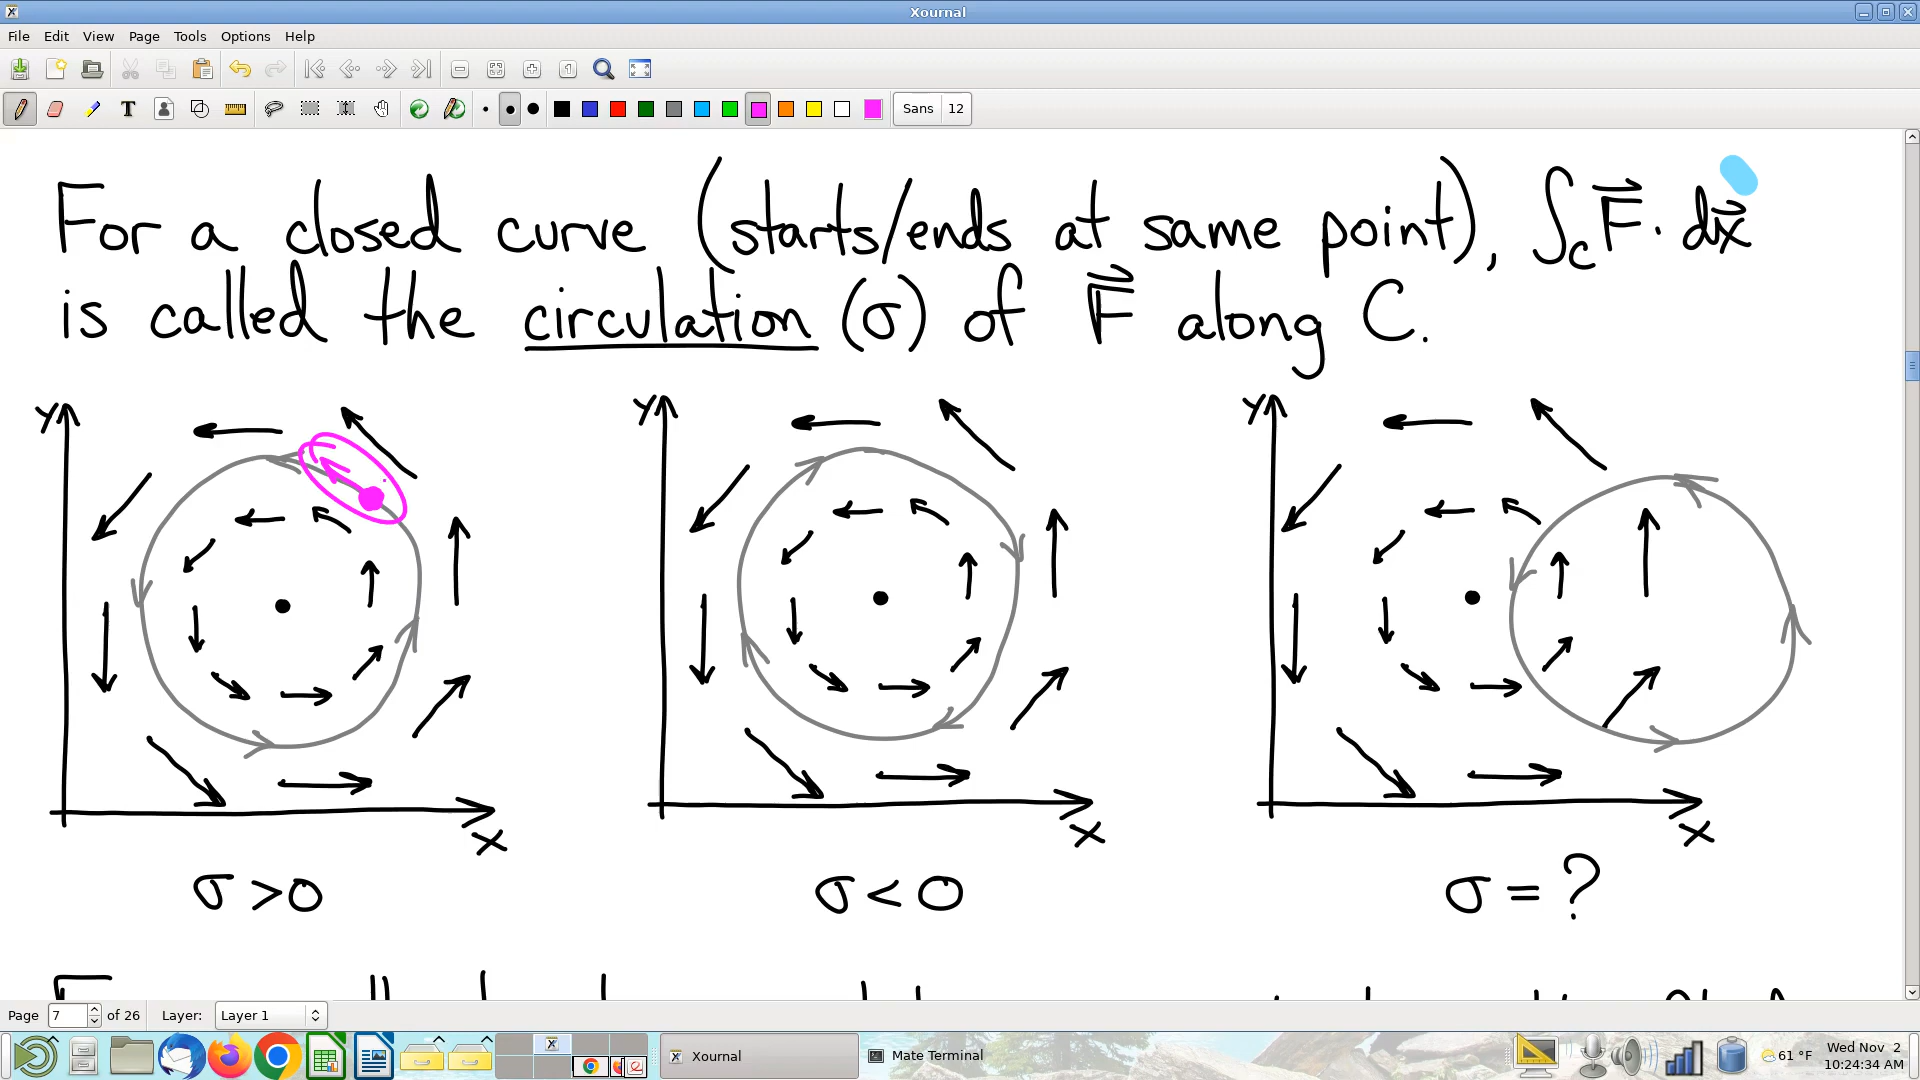 Xournal
File Edit View Page Tools Options Help
Sans 12
For a closed curve (starts/ends at same point), ∫_C F⃗ · dx⃗
is called the circulation (σ) of F⃗ along C.
y y y
x x x
σ > 0 σ < 0 σ = ?
Page 7 of 26 Layer: Layer 1
Xournal Mate Terminal 61 °F Wed Nov 2
10:24:34 AM